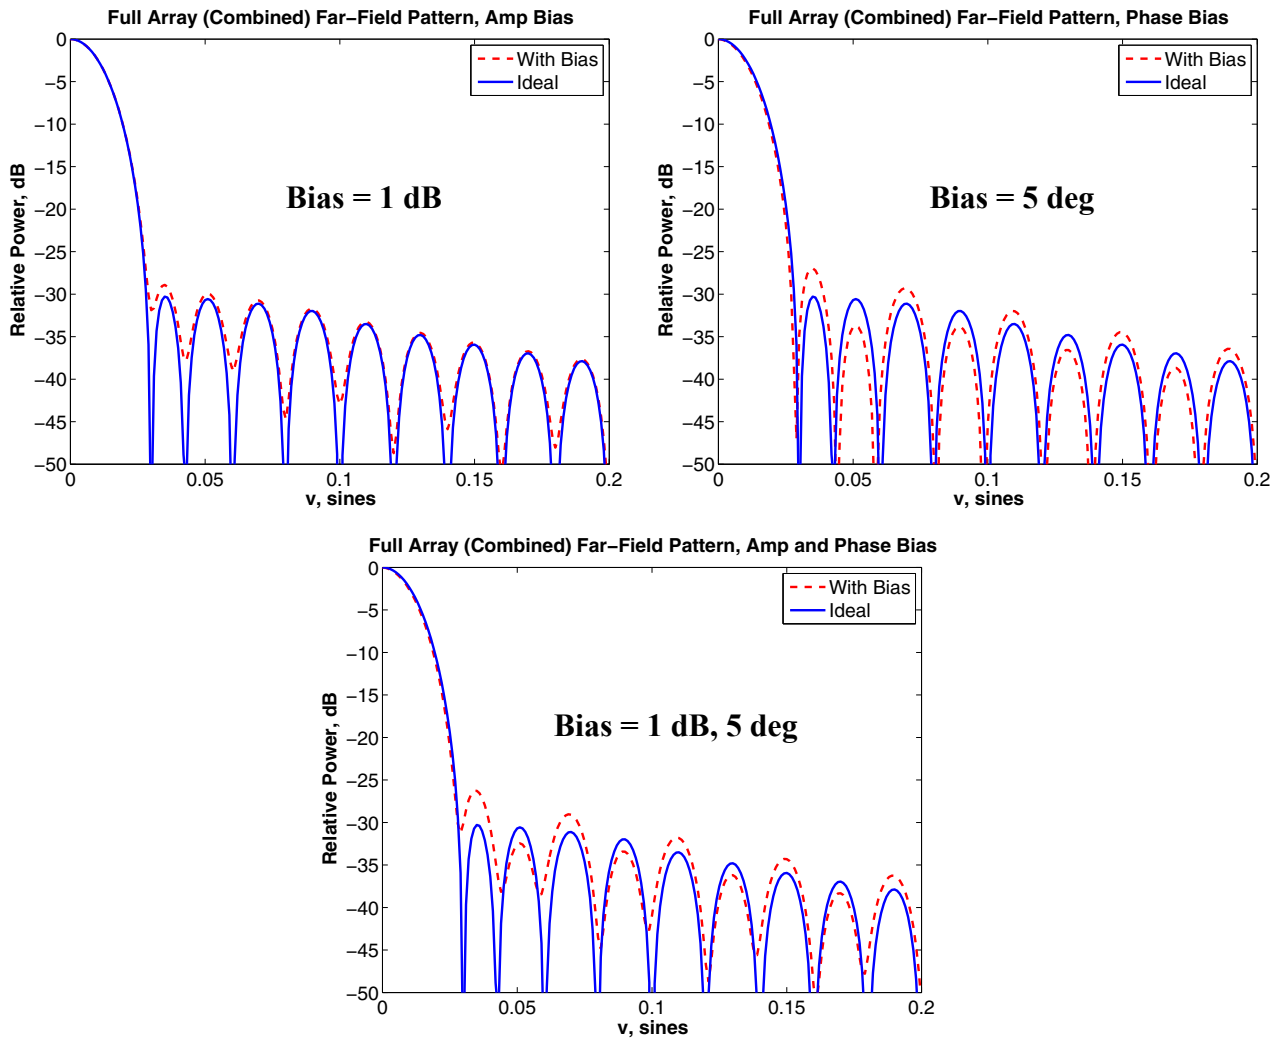 Full Array (Combined) Far−Field Pattern, Amp Bias
0
−5
−10
−15
−20
−25
−30
−35
−40
−45
−50
Relative Power, dB
With Bias
Ideal
Bias = 1 dB
0
0.05
0.1
0.15
0.2
v, sines
Full Array (Combined) Far−Field Pattern, Phase Bias
0
−5
−10
−15
−20
−25
−30
−35
−40
−45
−50
Relative Power, dB
With Bias
Ideal
Bias = 5 deg
0
0.05
0.1
0.15
0.2
v, sines
Full Array (Combined) Far−Field Pattern, Amp and Phase Bias
0
−5
−10
−15
−20
−25
−30
−35
−40
−45
−50
Relative Power, dB
With Bias
Ideal
Bias = 1 dB, 5 deg
0
0.05
0.1
0.15
0.2
v, sines